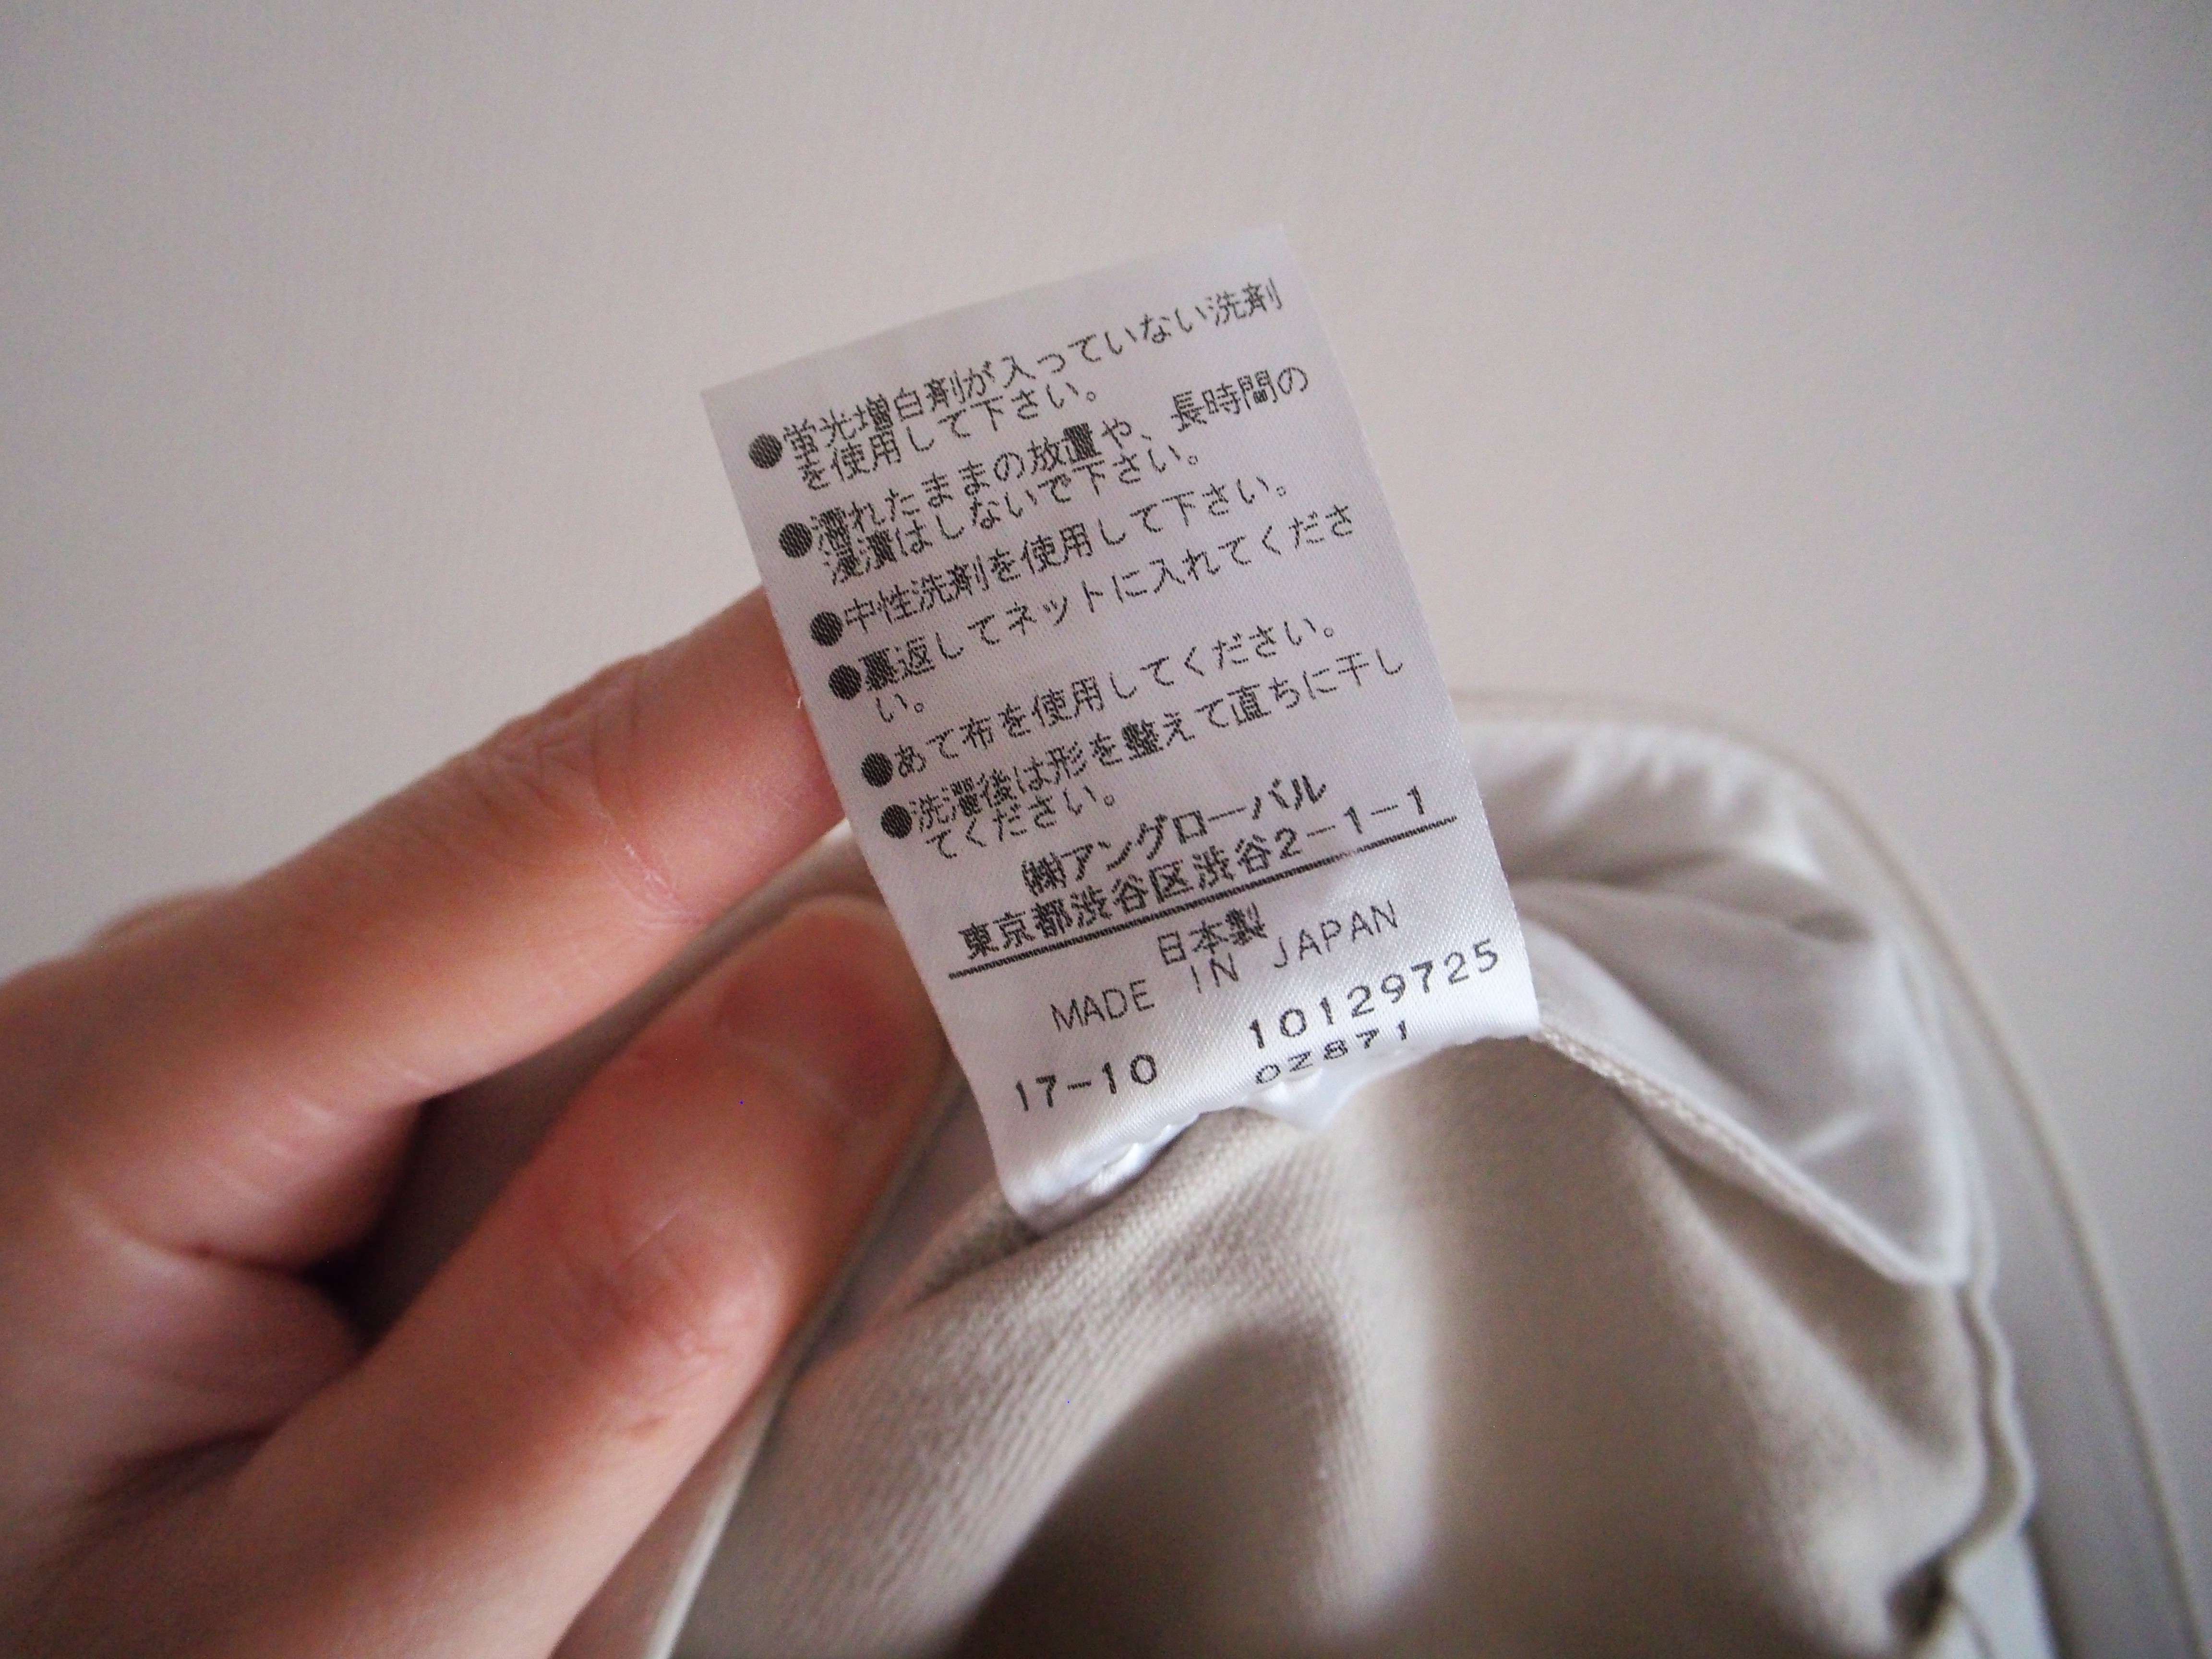 ●蛍光増白剤が入っていない洗剤
を使用して下さい。
●濡れたままの放置や、長時間の
浸漬はしないで下さい。
●中性洗剤を使用して下さい。
●裏返してネットに入れてくださ
い。
●あて布を使用してください。
●洗濯後は形を整えて直ちに干し
てください。
㈱アングローバル
東京都渋谷区渋谷2－1－1
日本製
MADE IN JAPAN
17-10 10129725
02871